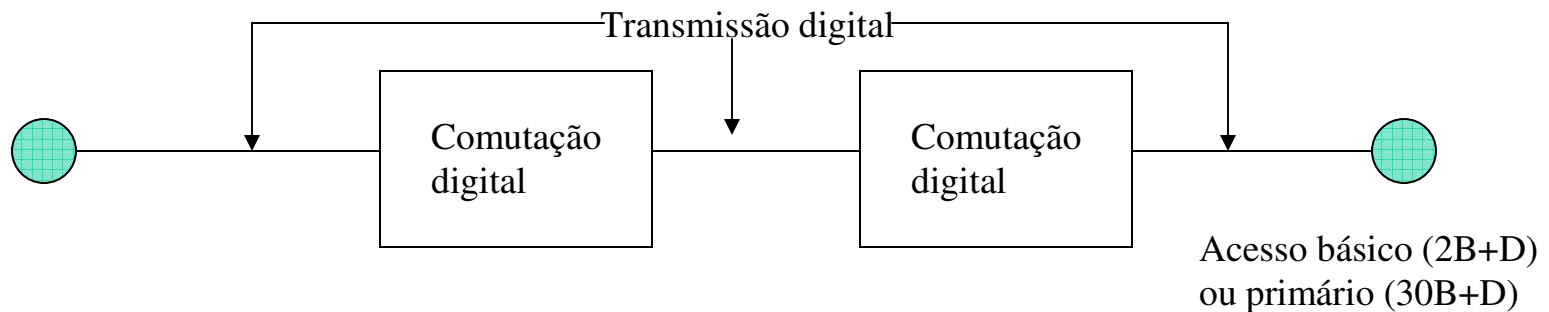 Transmissão digital
Comutação
digital
Comutação
digital
Acesso básico (2B+D)
ou primário (30B+D)